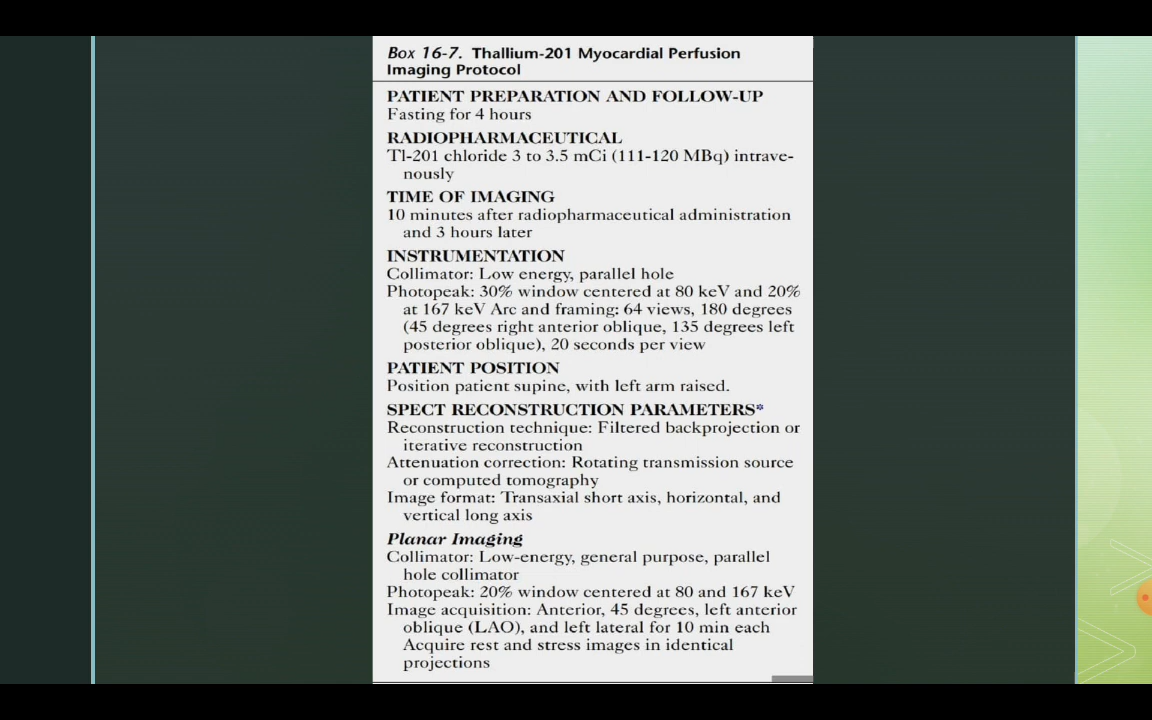 Box 16-7. Thallium-201 Myocardial Perfusion
Imaging Protocol
PATIENT PREPARATION AND FOLLOW-UP
Fasting for 4 hours
RADIOPHARMACEUTICAL
Tl-201 chloride 3 to 3.5 mCi (111-120 MBq) intrave-
nously
TIME OF IMAGING
10 minutes after radiopharmaceutical administration
and 3 hours later
INSTRUMENTATION
Collimator: Low energy, parallel hole
Photopeak: 30% window centered at 80 keV and 20%
at 167 keV Arc and framing: 64 views, 180 degrees
(45 degrees right anterior oblique, 135 degrees left
posterior oblique), 20 seconds per view
PATIENT POSITION
Position patient supine, with left arm raised.
SPECT RECONSTRUCTION PARAMETERS*
Reconstruction technique: Filtered backprojection or
iterative reconstruction
Attenuation correction: Rotating transmission source
or computed tomography
Image format: Transaxial short axis, horizontal, and
vertical long axis
Planar Imaging
Collimator: Low-energy, general purpose, parallel
hole collimator
Photopeak: 20% window centered at 80 and 167 keV
Image acquisition: Anterior, 45 degrees, left anterior
oblique (LAO), and left lateral for 10 min each
Acquire rest and stress images in identical
projections